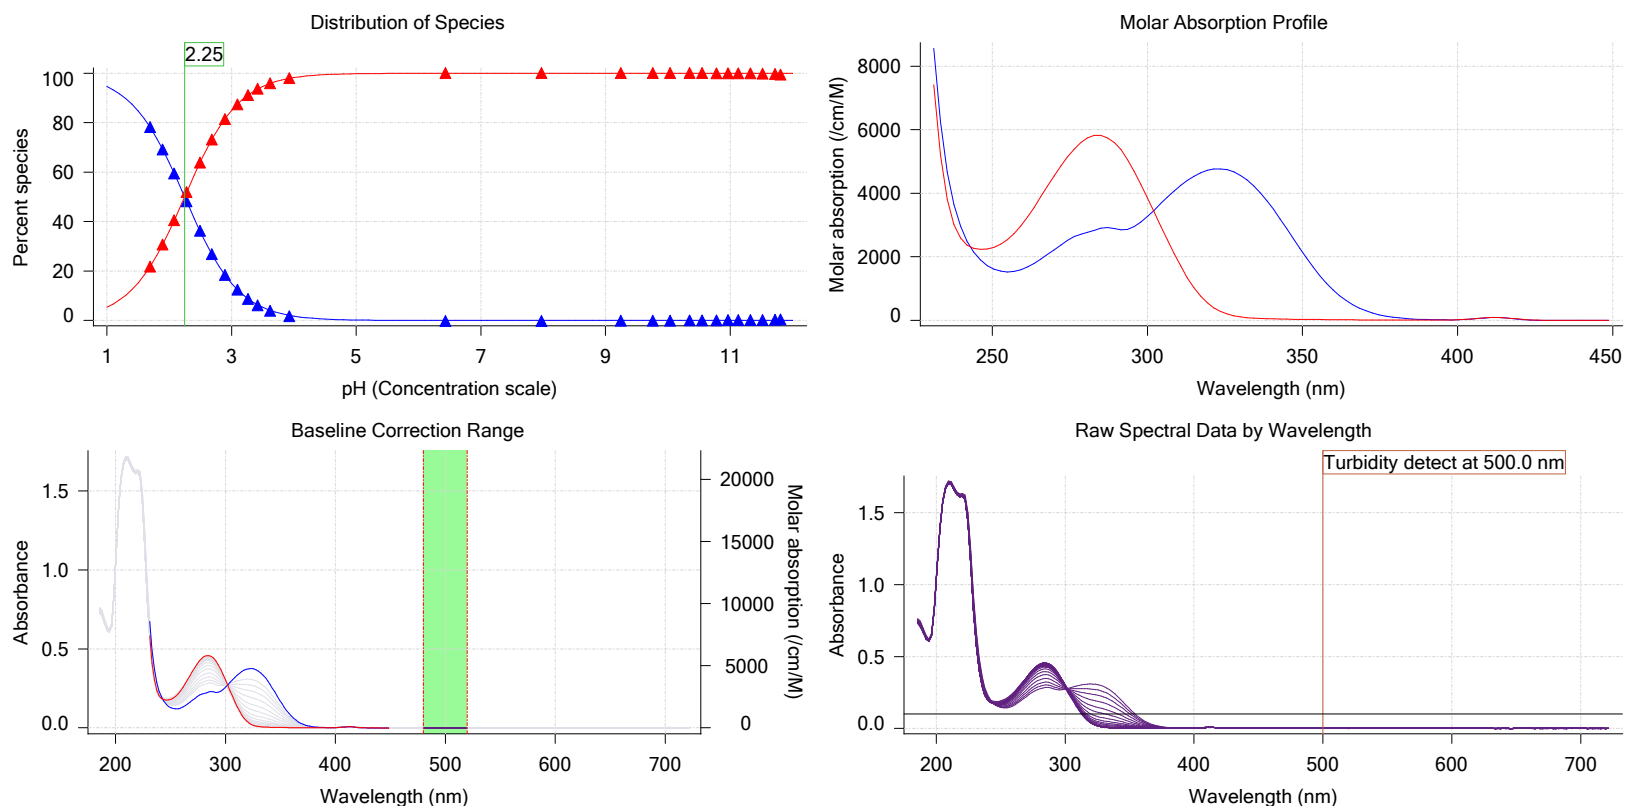 Distribution of Species
2.25
100
80
60
40
20
0
Percent species
1 3 5 7 9 11
pH (Concentration scale)
Molar Absorption Profile
8000
6000
4000
2000
0
Molar absorption (/cm/M)
250 300 350 400 450
Wavelength (nm)
Baseline Correction Range
1.5
1.0
0.5
0.0
Absorbance
20000
15000
10000
5000
0
Molar absorption (/cm/M)
200 300 400 500 600 700
Wavelength (nm)
Raw Spectral Data by Wavelength
Turbidity detect at 500.0 nm
1.5
1.0
0.5
0.0
Absorbance
200 300 400 500 600 700
Wavelength (nm)